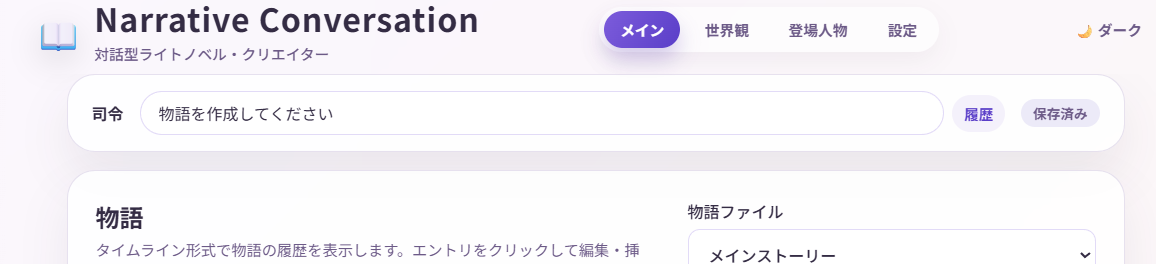 Narrative Conversation
対話型ライトノベル・クリエイター
メイン 世界観 登場人物 設定
ダーク
司令 物語を作成してください 履歴 保存済み
物語
タイムライン形式で物語の履歴を表示します。エントリをクリックして編集・挿
物語ファイル
メインストーリー